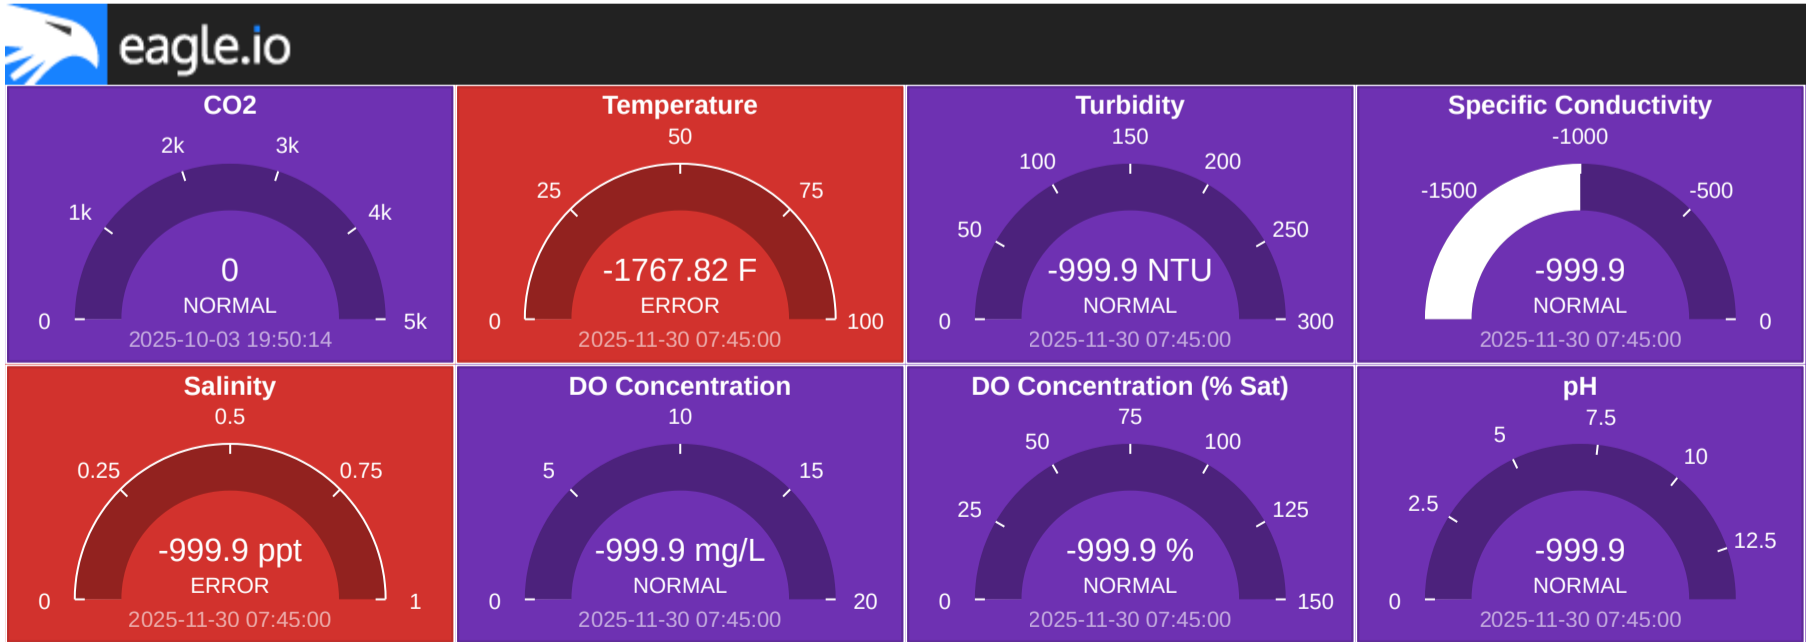 eagle.io
CO2
0
1k
2k
3k
4k
5k
0
NORMAL
2025-10-03 19:50:14
Temperature
0
25
50
75
100
-1767.82 F
ERROR
2025-11-30 07:45:00
Turbidity
0
50
100
150
200
250
300
-999.9 NTU
NORMAL
2025-11-30 07:45:00
Specific Conductivity
-1500
-1000
-500
0
-999.9
NORMAL
2025-11-30 07:45:00
Salinity
0
0.25
0.5
0.75
1
-999.9 ppt
ERROR
2025-11-30 07:45:00
DO Concentration
0
5
10
15
20
-999.9 mg/L
NORMAL
2025-11-30 07:45:00
DO Concentration (% Sat)
0
25
50
75
100
125
150
-999.9 %
NORMAL
2025-11-30 07:45:00
pH
0
2.5
5
7.5
10
12.5
-999.9
NORMAL
2025-11-30 07:45:00